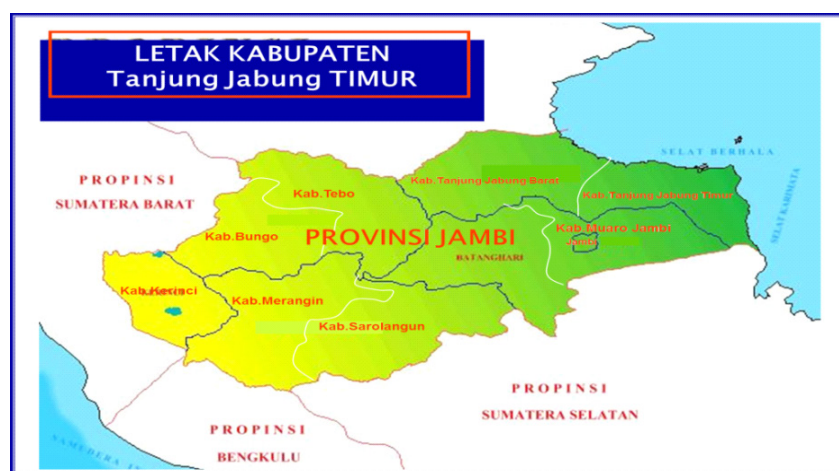 LETAK KABUPATEN
Tanjung Jabung TIMUR
SELAT BERHALA
PROPINSI
SUMATERA BARAT
Kab.Tebo
Kab.Tanjung Jabung Barat
Kab.Tanjung Jabung Timur
SELAT KARIMATA
Kab.Bungo
PROVINSI JAMBI
Kab.Muaro Jambi
Jambi
BATANGHARI
Kab.Kerinci
Kab.Merangin
Kab.Sarolangun
PROPINSI
SUMATERA SELATAN
PROPINSI
BENGKULU
SAMUDERA